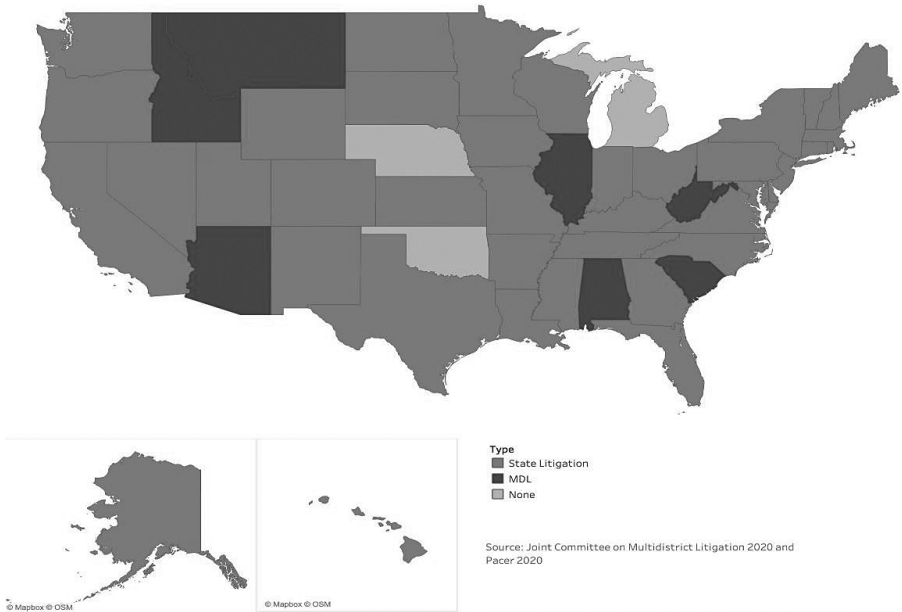 Type
State Litigation
MDL
None
Source: Joint Committee on Multidistrict Litigation 2020 and
Pacer 2020
© Mapbox © OSM
© Mapbox © OSM